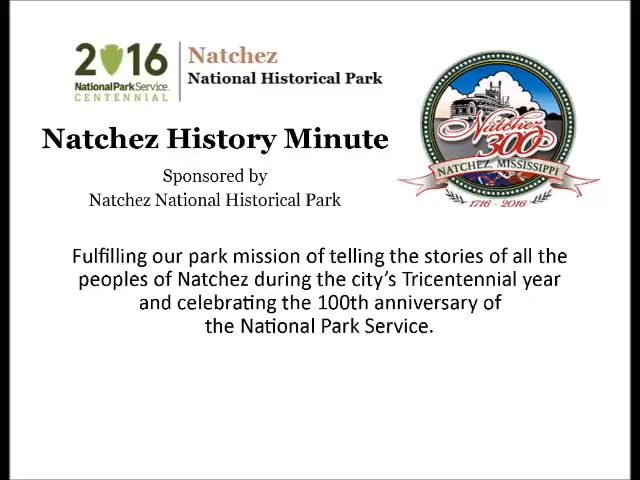 2016
National Park Service
CENTENNIAL
Natchez
National Historical Park
Natchez History Minute
Sponsored by
Natchez National Historical Park
Natchez
300
NATCHEZ, MISSISSIPPI
1716 - 2016
Fulfilling our park mission of telling the stories of all the
peoples of Natchez during the city's Tricentennial year
and celebrating the 100th anniversary of
the National Park Service.